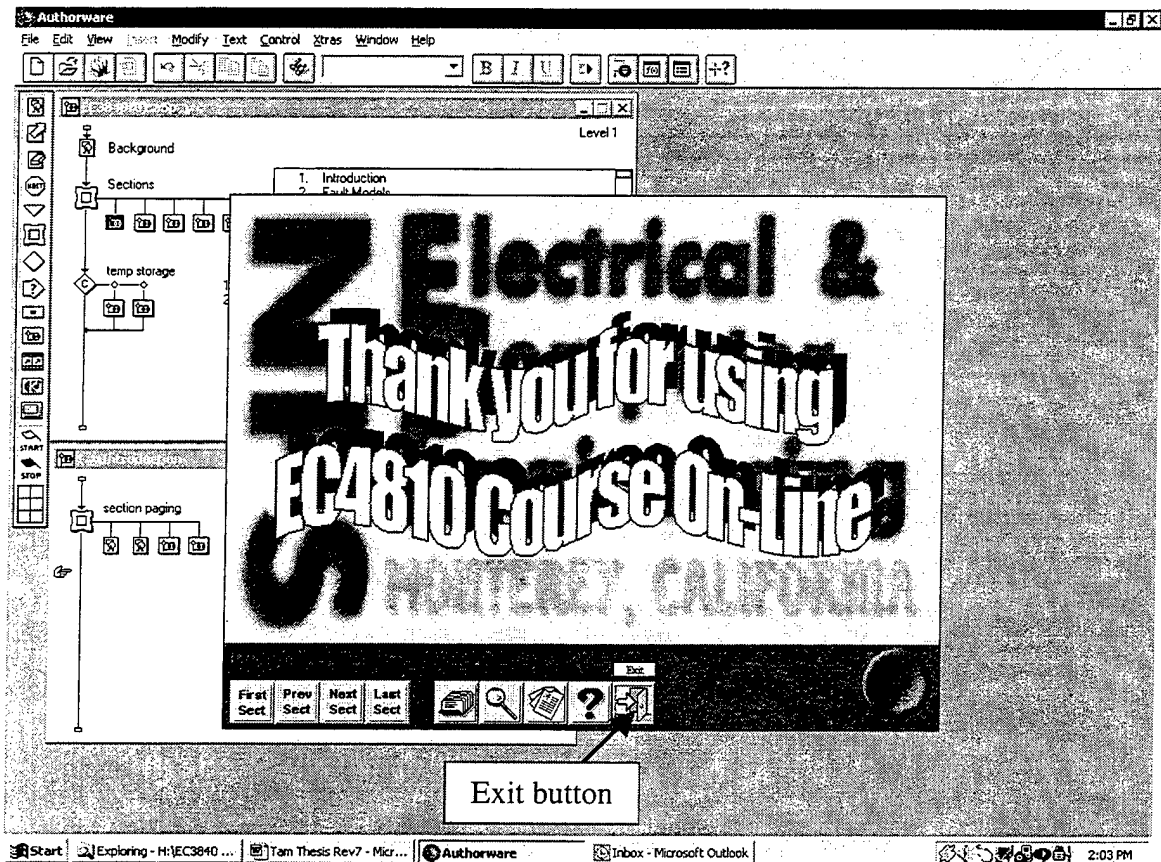 Authorware
File Edit View Insert Modify Text Control Xtras Window Help
B I U
Level 1
Background
Sections
1. Introduction
2. Fault Models
temp storage
START
STOP
section paging
Electrical &
Thank you for using
EC4810 Course On-Line
MONTEREY, CALIFORNIA
Exit
First Sect
Prev Sect
Next Sect
Last Sect
Exit button
Start
Exploring - H:\EC3840 ...
Tam Thesis Rev7 - Micr...
Authorware
Inbox - Microsoft Outlook
2:03 PM